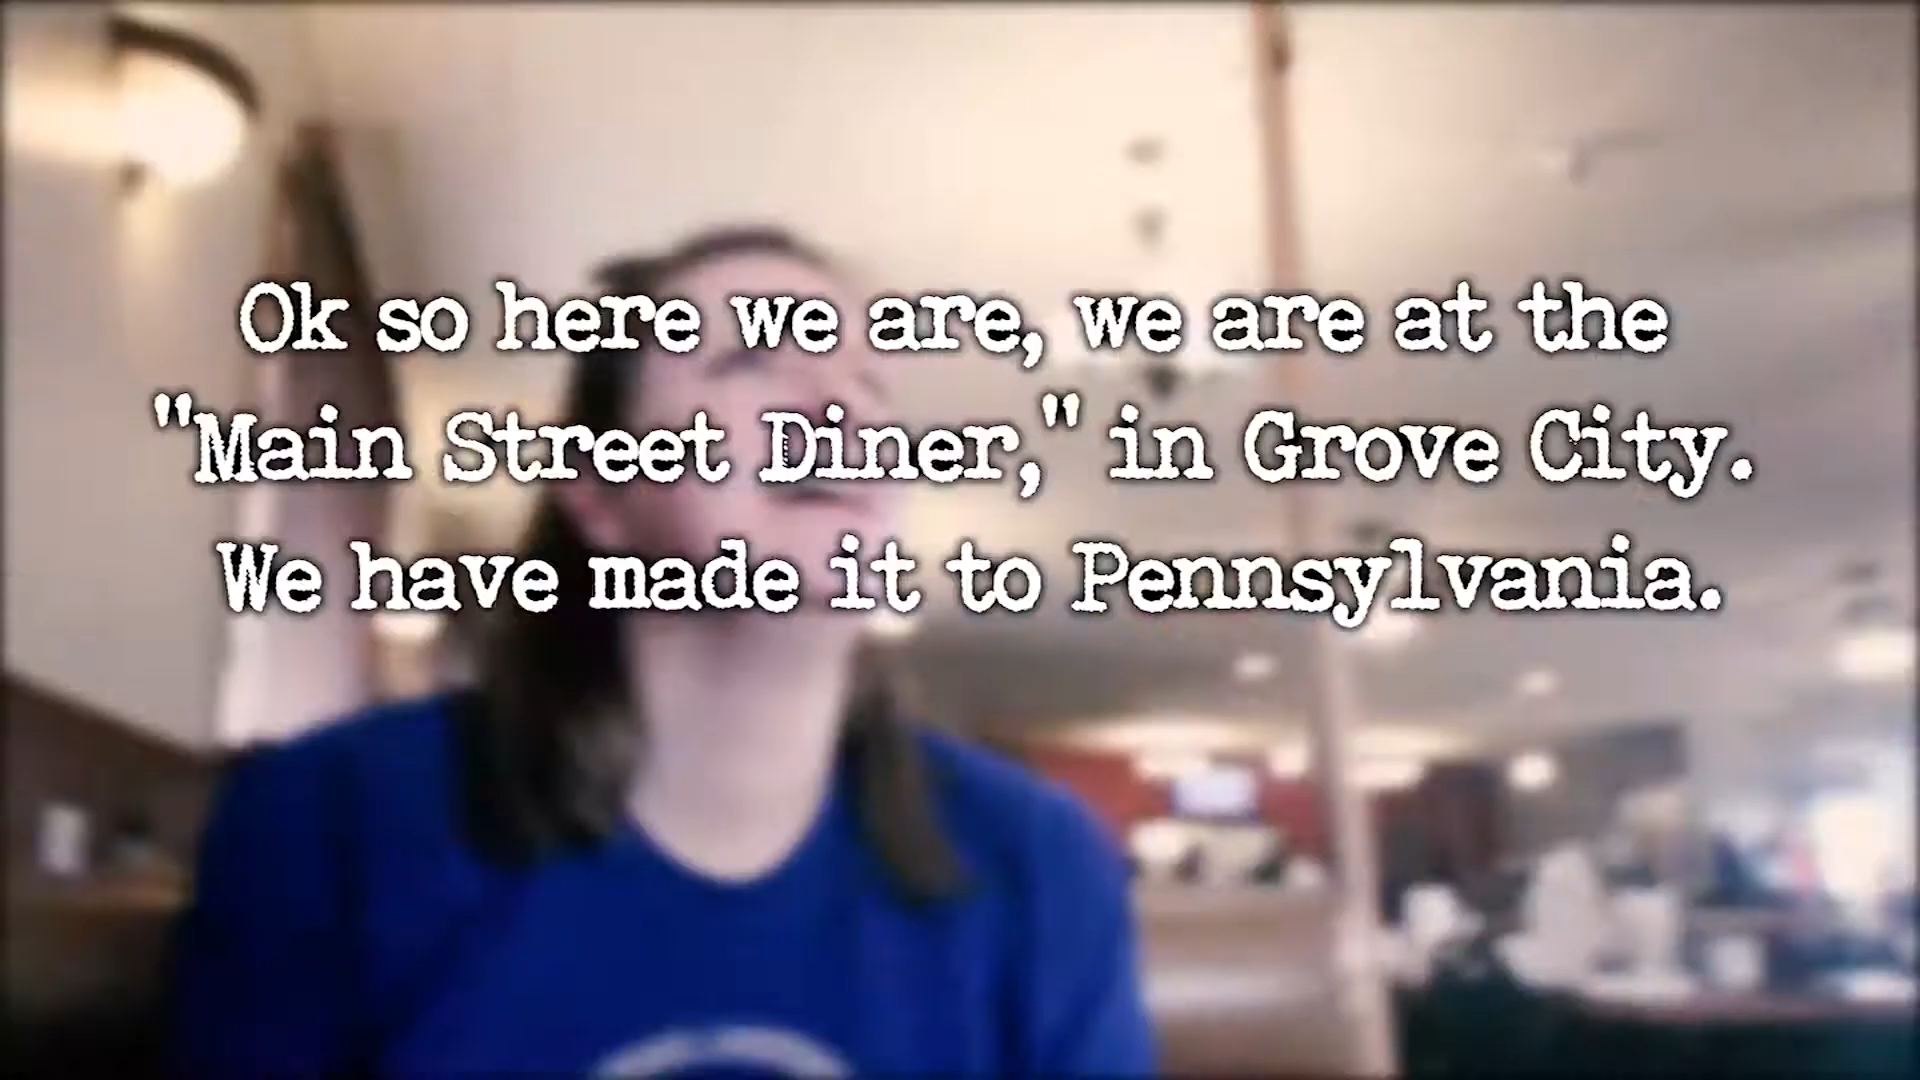 Ok so here we are, we are at the
"Main Street Diner," in Grove City.
We have made it to Pennsylvania.